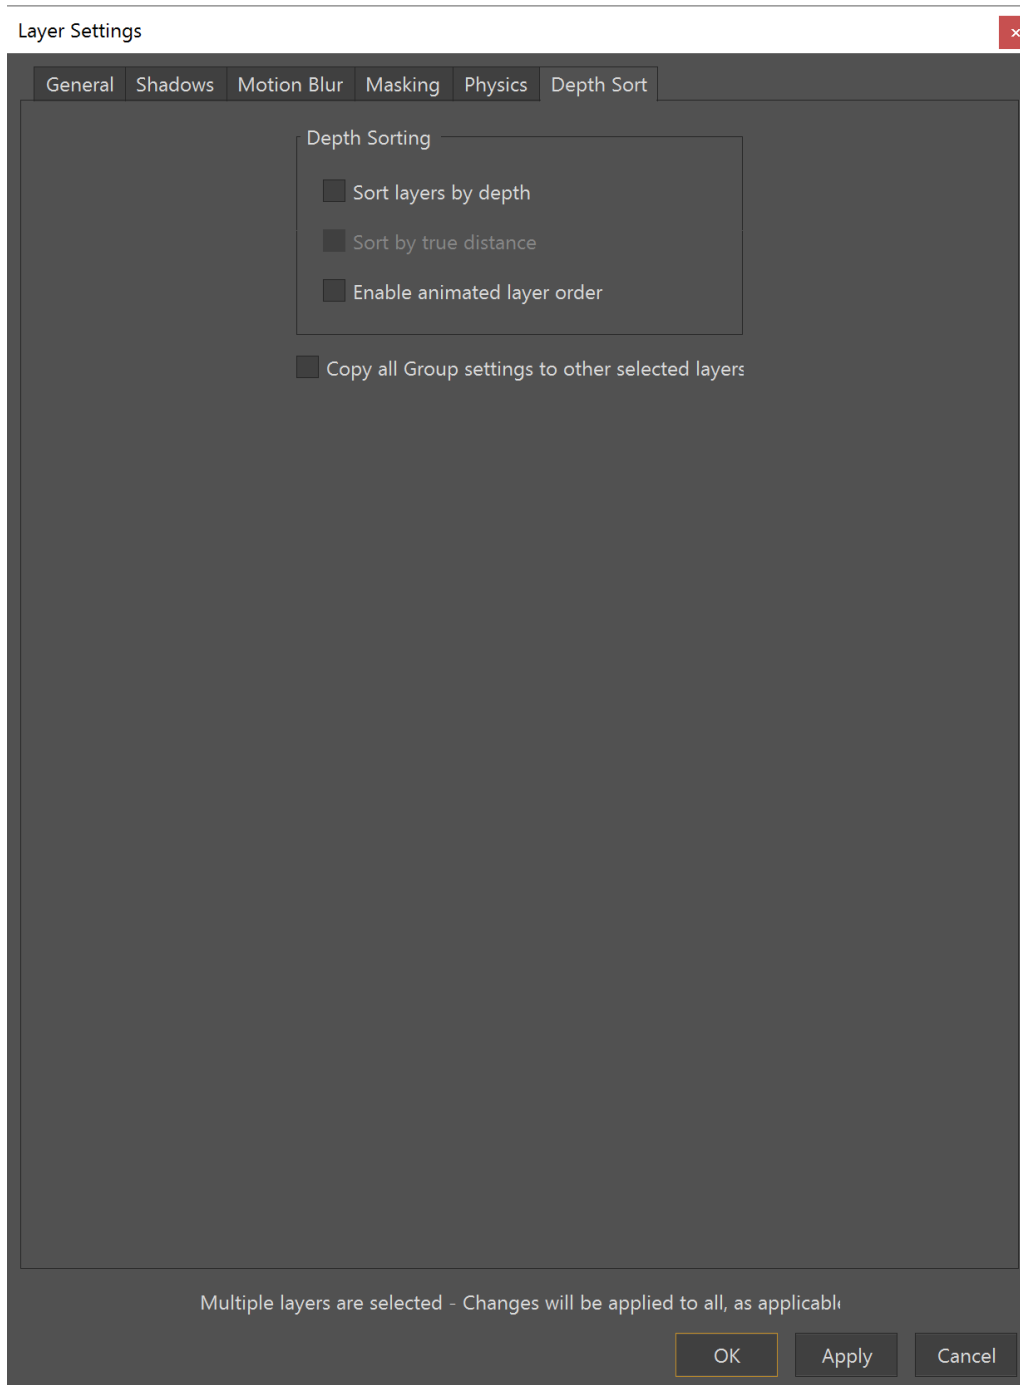 Layer Settings
General Shadows Motion Blur Masking Physics Depth Sort
Depth Sorting
Sort layers by depth
Sort by true distance
Enable animated layer order
Copy all Group settings to other selected layers
Multiple layers are selected - Changes will be applied to all, as applicabl
OK Apply Cancel